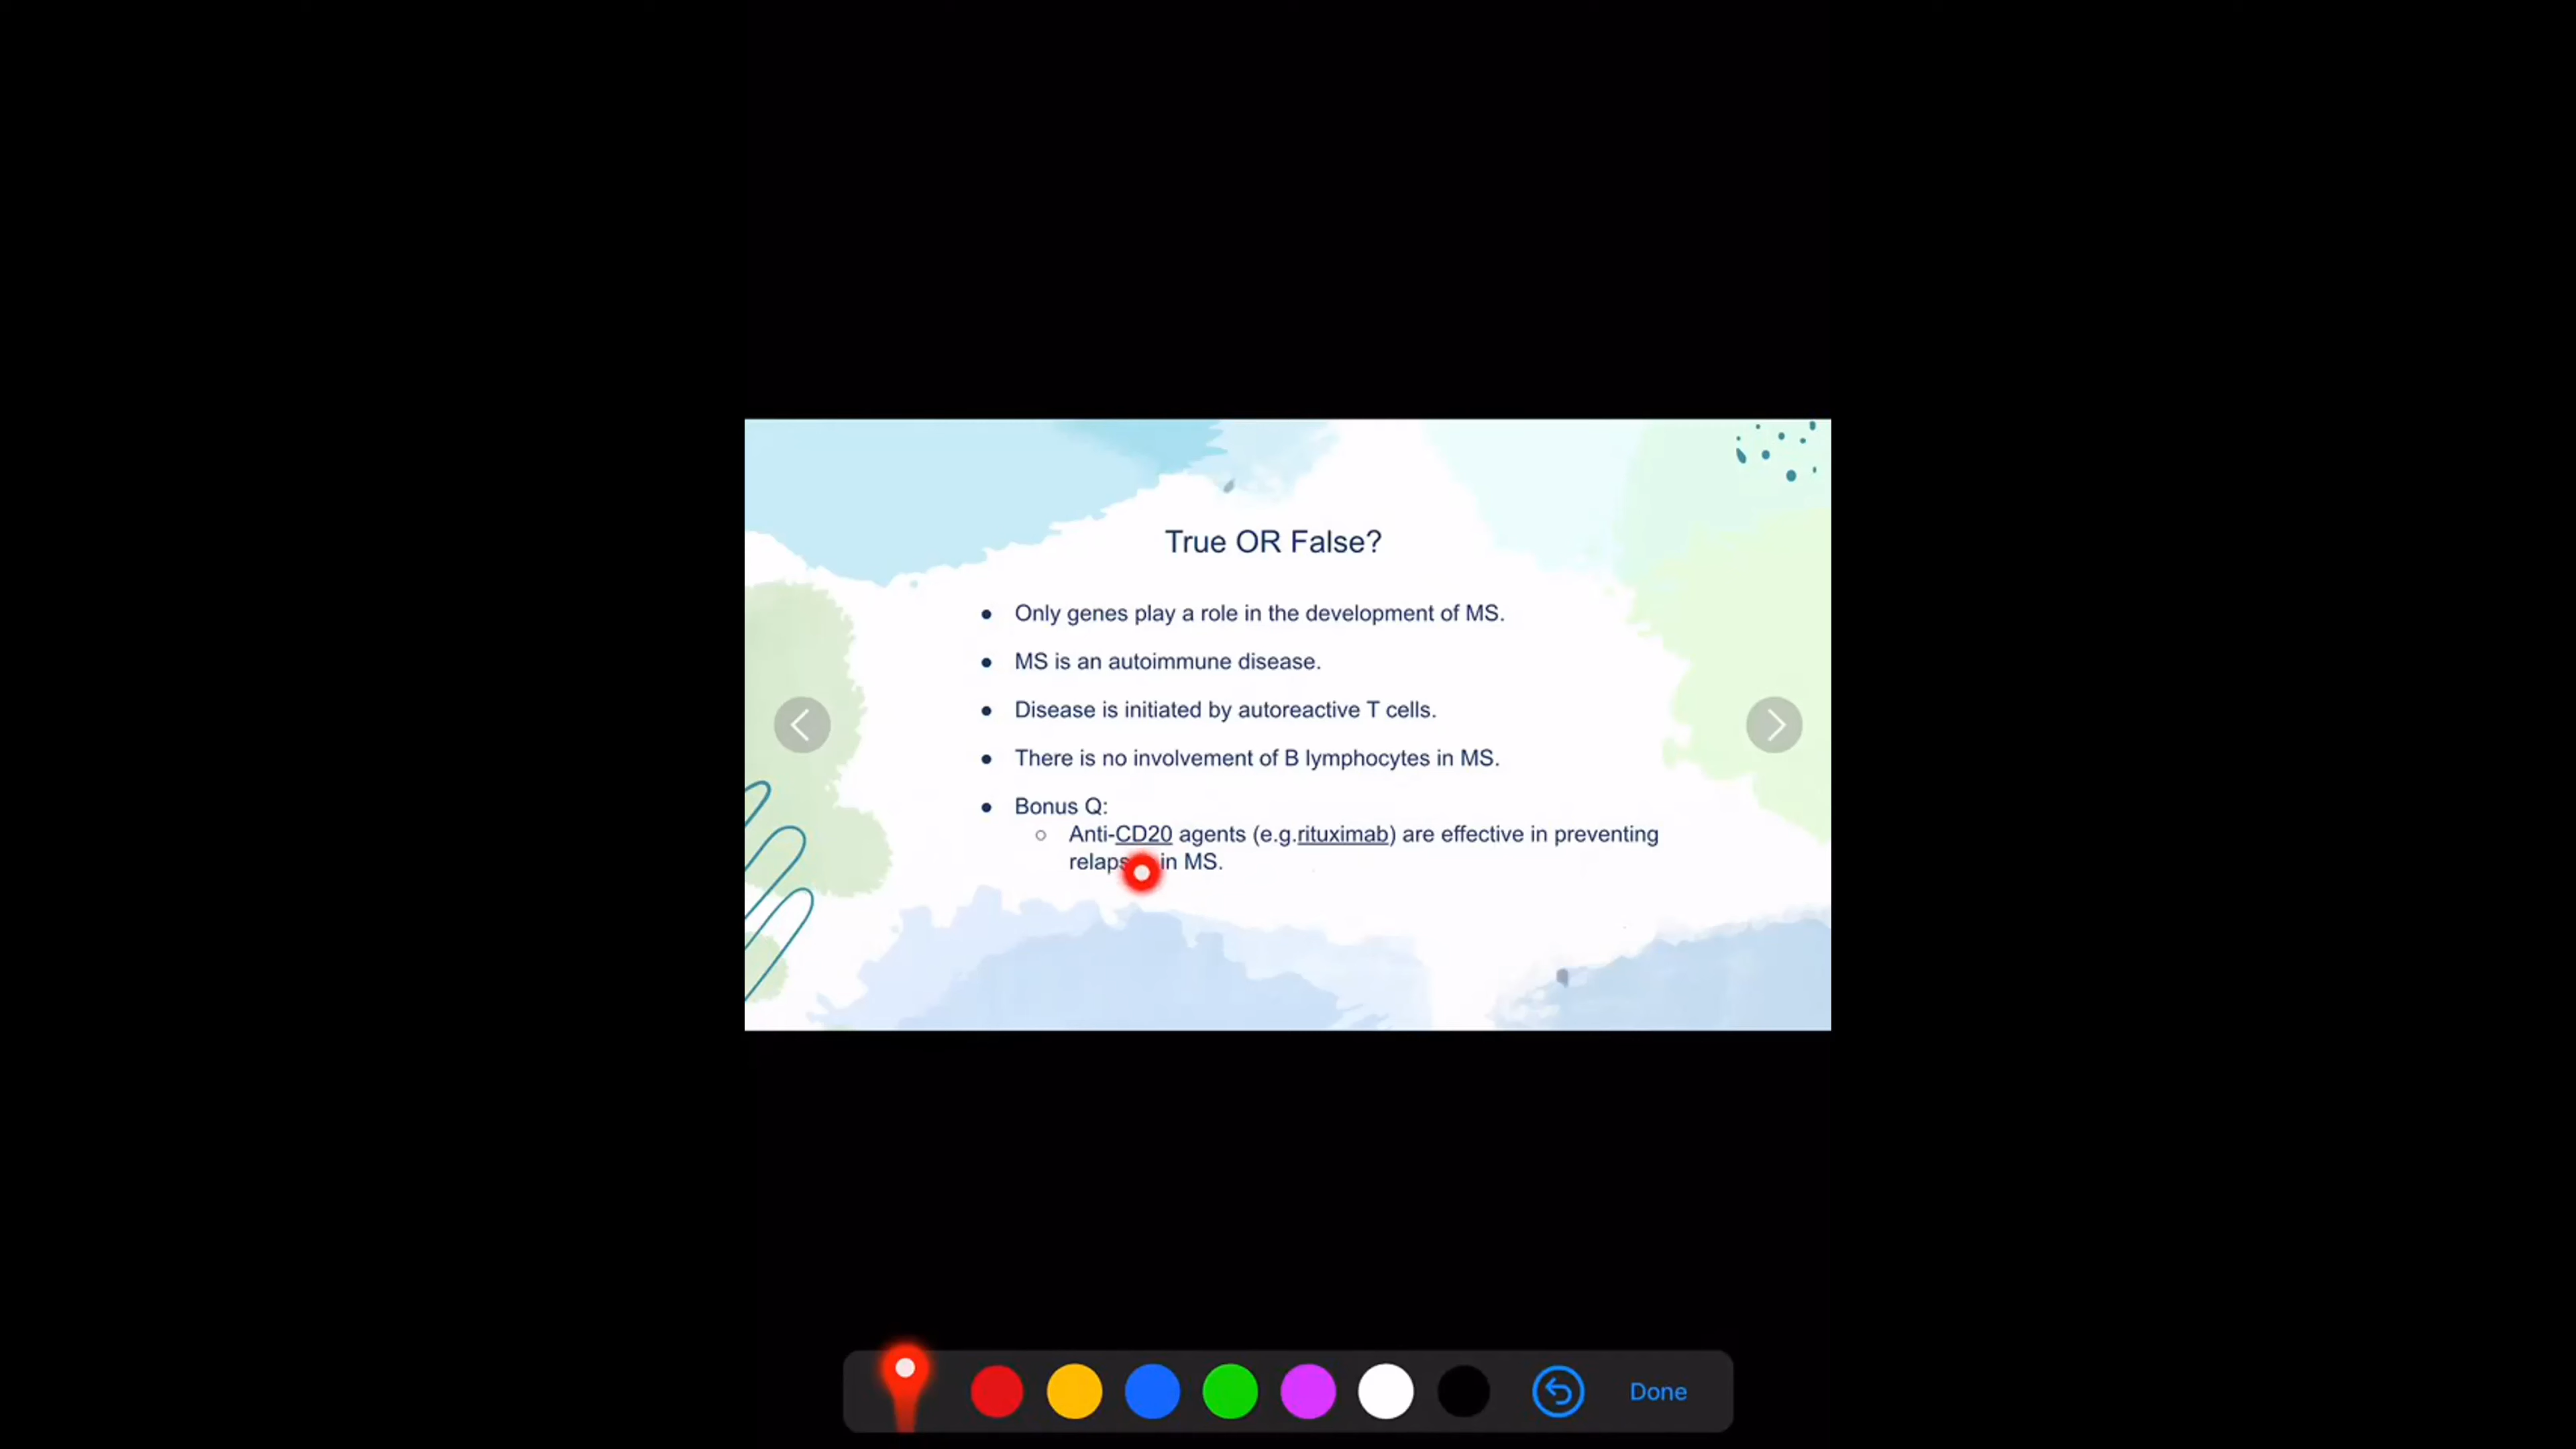 True OR False?
● Only genes play a role in the development of MS.
● MS is an autoimmune disease.
● Disease is initiated by autoreactive T cells.
● There is no involvement of B lymphocytes in MS.
● Bonus Q:
○ Anti-CD20 agents (e.g.rituximab) are effective in preventing
in MS.
Done